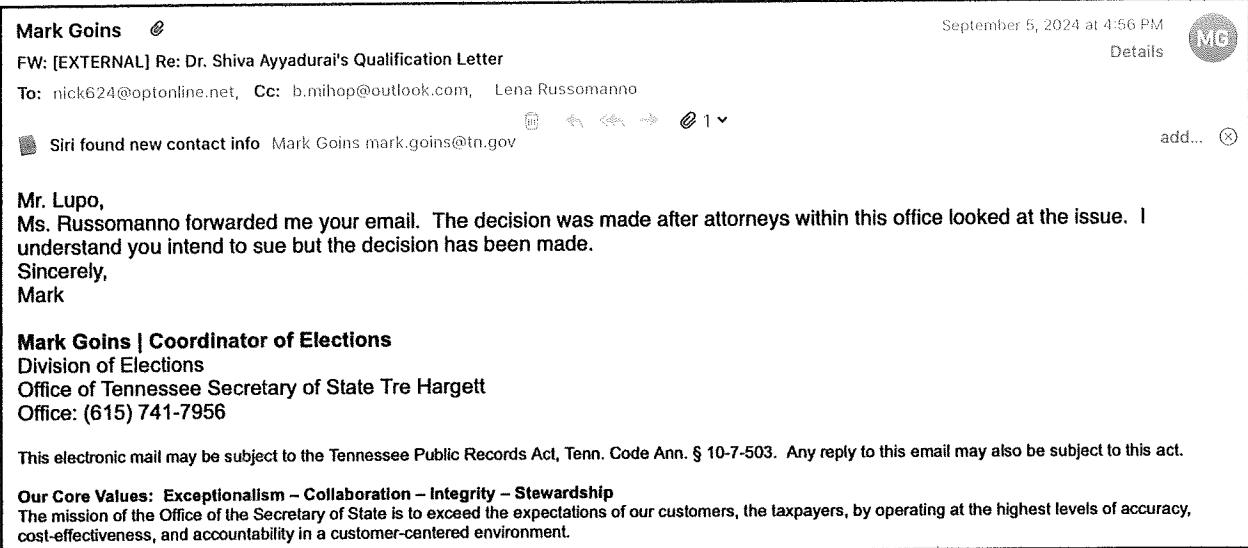 Mark Goins
September 5, 2024 at 4:56 PM
MG
FW: [EXTERNAL] Re: Dr. Shiva Ayyadurai's Qualification Letter
Details
To: nick624@optonline.net, Cc: b.mihop@outlook.com, Lena Russomanno
1
Siri found new contact info Mark Goins mark.goins@tn.gov
add...
Mr. Lupo,
Ms. Russomanno forwarded me your email. The decision was made after attorneys within this office looked at the issue. I
understand you intend to sue but the decision has been made.
Sincerely,
Mark
Mark Goins | Coordinator of Elections
Division of Elections
Office of Tennessee Secretary of State Tre Hargett
Office: (615) 741-7956
This electronic mail may be subject to the Tennessee Public Records Act, Tenn. Code Ann. § 10-7-503. Any reply to this email may also be subject to this act.
Our Core Values: Exceptionalism – Collaboration – Integrity – Stewardship
The mission of the Office of the Secretary of State is to exceed the expectations of our customers, the taxpayers, by operating at the highest levels of accuracy,
cost-effectiveness, and accountability in a customer-centered environment.